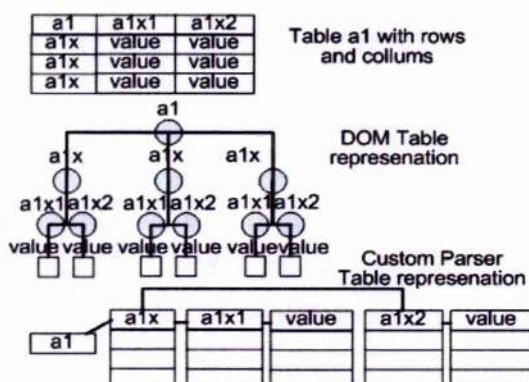 a1 a1x1 a1x2
a1x value value
a1x value value
a1x value value
Table a1 with rows
and collums
a1
DOM Table
represenation
a1x a1x a1x
a1x1 a1x2 a1x1 a1x2 a1x1 a1x2
value value value value value value
Custom Parser
Table represenation
a1 a1x a1x1 value a1x2 value